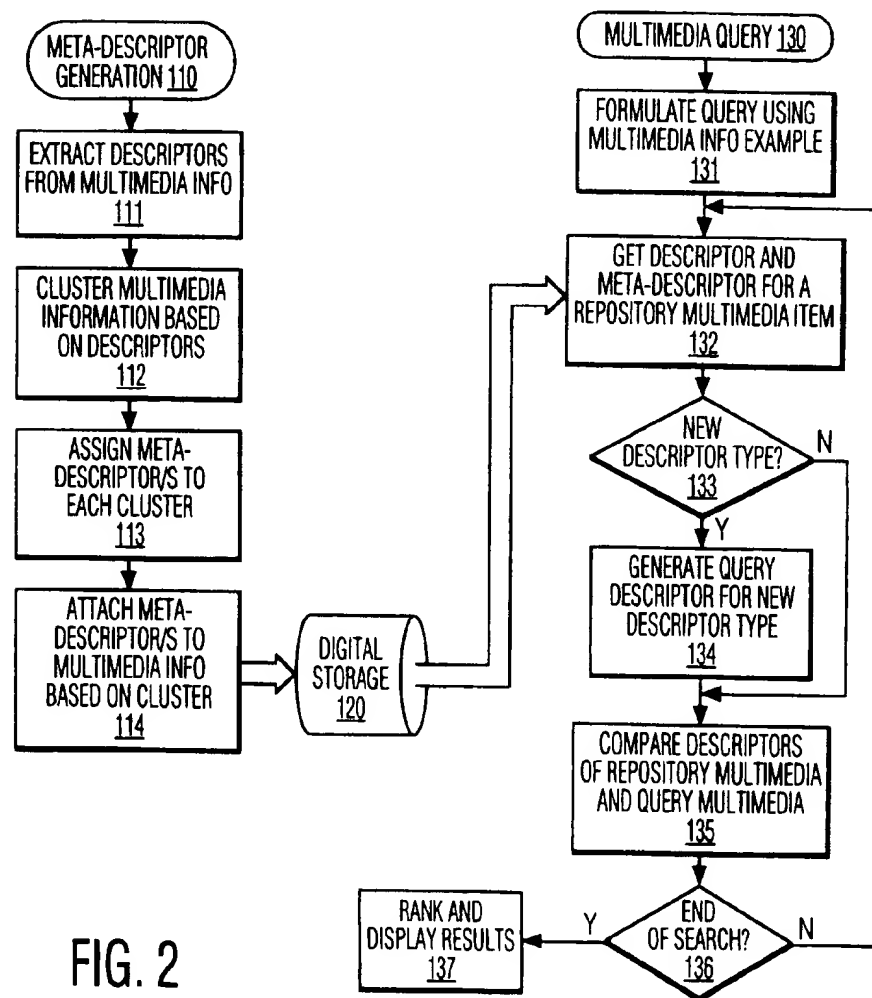 META-DESCRIPTOR
GENERATION 110
EXTRACT DESCRIPTORS
FROM MULTIMEDIA INFO
111
CLUSTER MULTIMEDIA
INFORMATION BASED
ON DESCRIPTORS
112
ASSIGN META-
DESCRIPTOR/S TO
EACH CLUSTER
113
ATTACH META-
DESCRIPTOR/S TO
MULTIMEDIA INFO
BASED ON CLUSTER
114
DIGITAL
STORAGE
120
MULTIMEDIA QUERY 130
FORMULATE QUERY USING
MULTIMEDIA INFO EXAMPLE
131
GET DESCRIPTOR AND
META-DESCRIPTOR FOR A
REPOSITORY MULTIMEDIA ITEM
132
NEW
DESCRIPTOR TYPE?
133
N
Y
GENERATE QUERY
DESCRIPTOR FOR NEW
DESCRIPTOR TYPE
134
COMPARE DESCRIPTORS
OF REPOSITORY MULTIMEDIA
AND QUERY MULTIMEDIA
135
END
OF SEARCH?
136
Y
N
RANK AND
DISPLAY RESULTS
137
FIG. 2